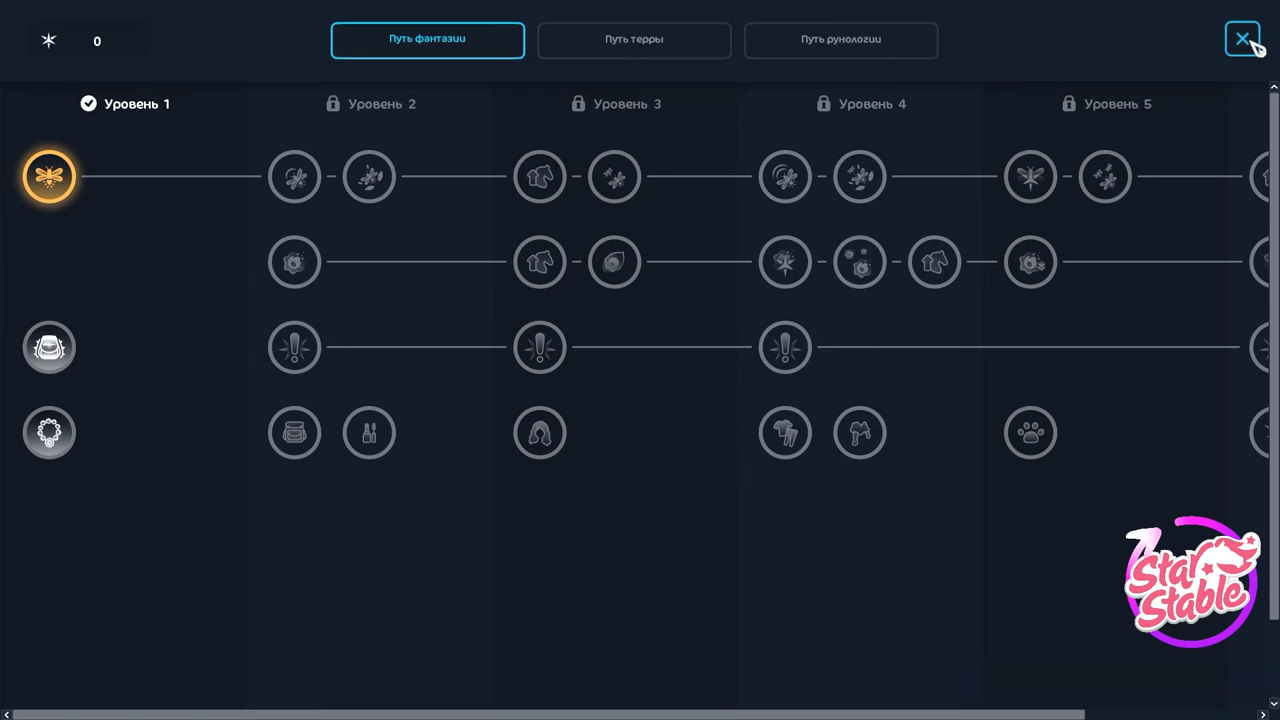 0
Путь фантазии
Путь терры
Путь рунологии
Уровень 1
Уровень 2
Уровень 3
Уровень 4
Уровень 5
Star
Stable